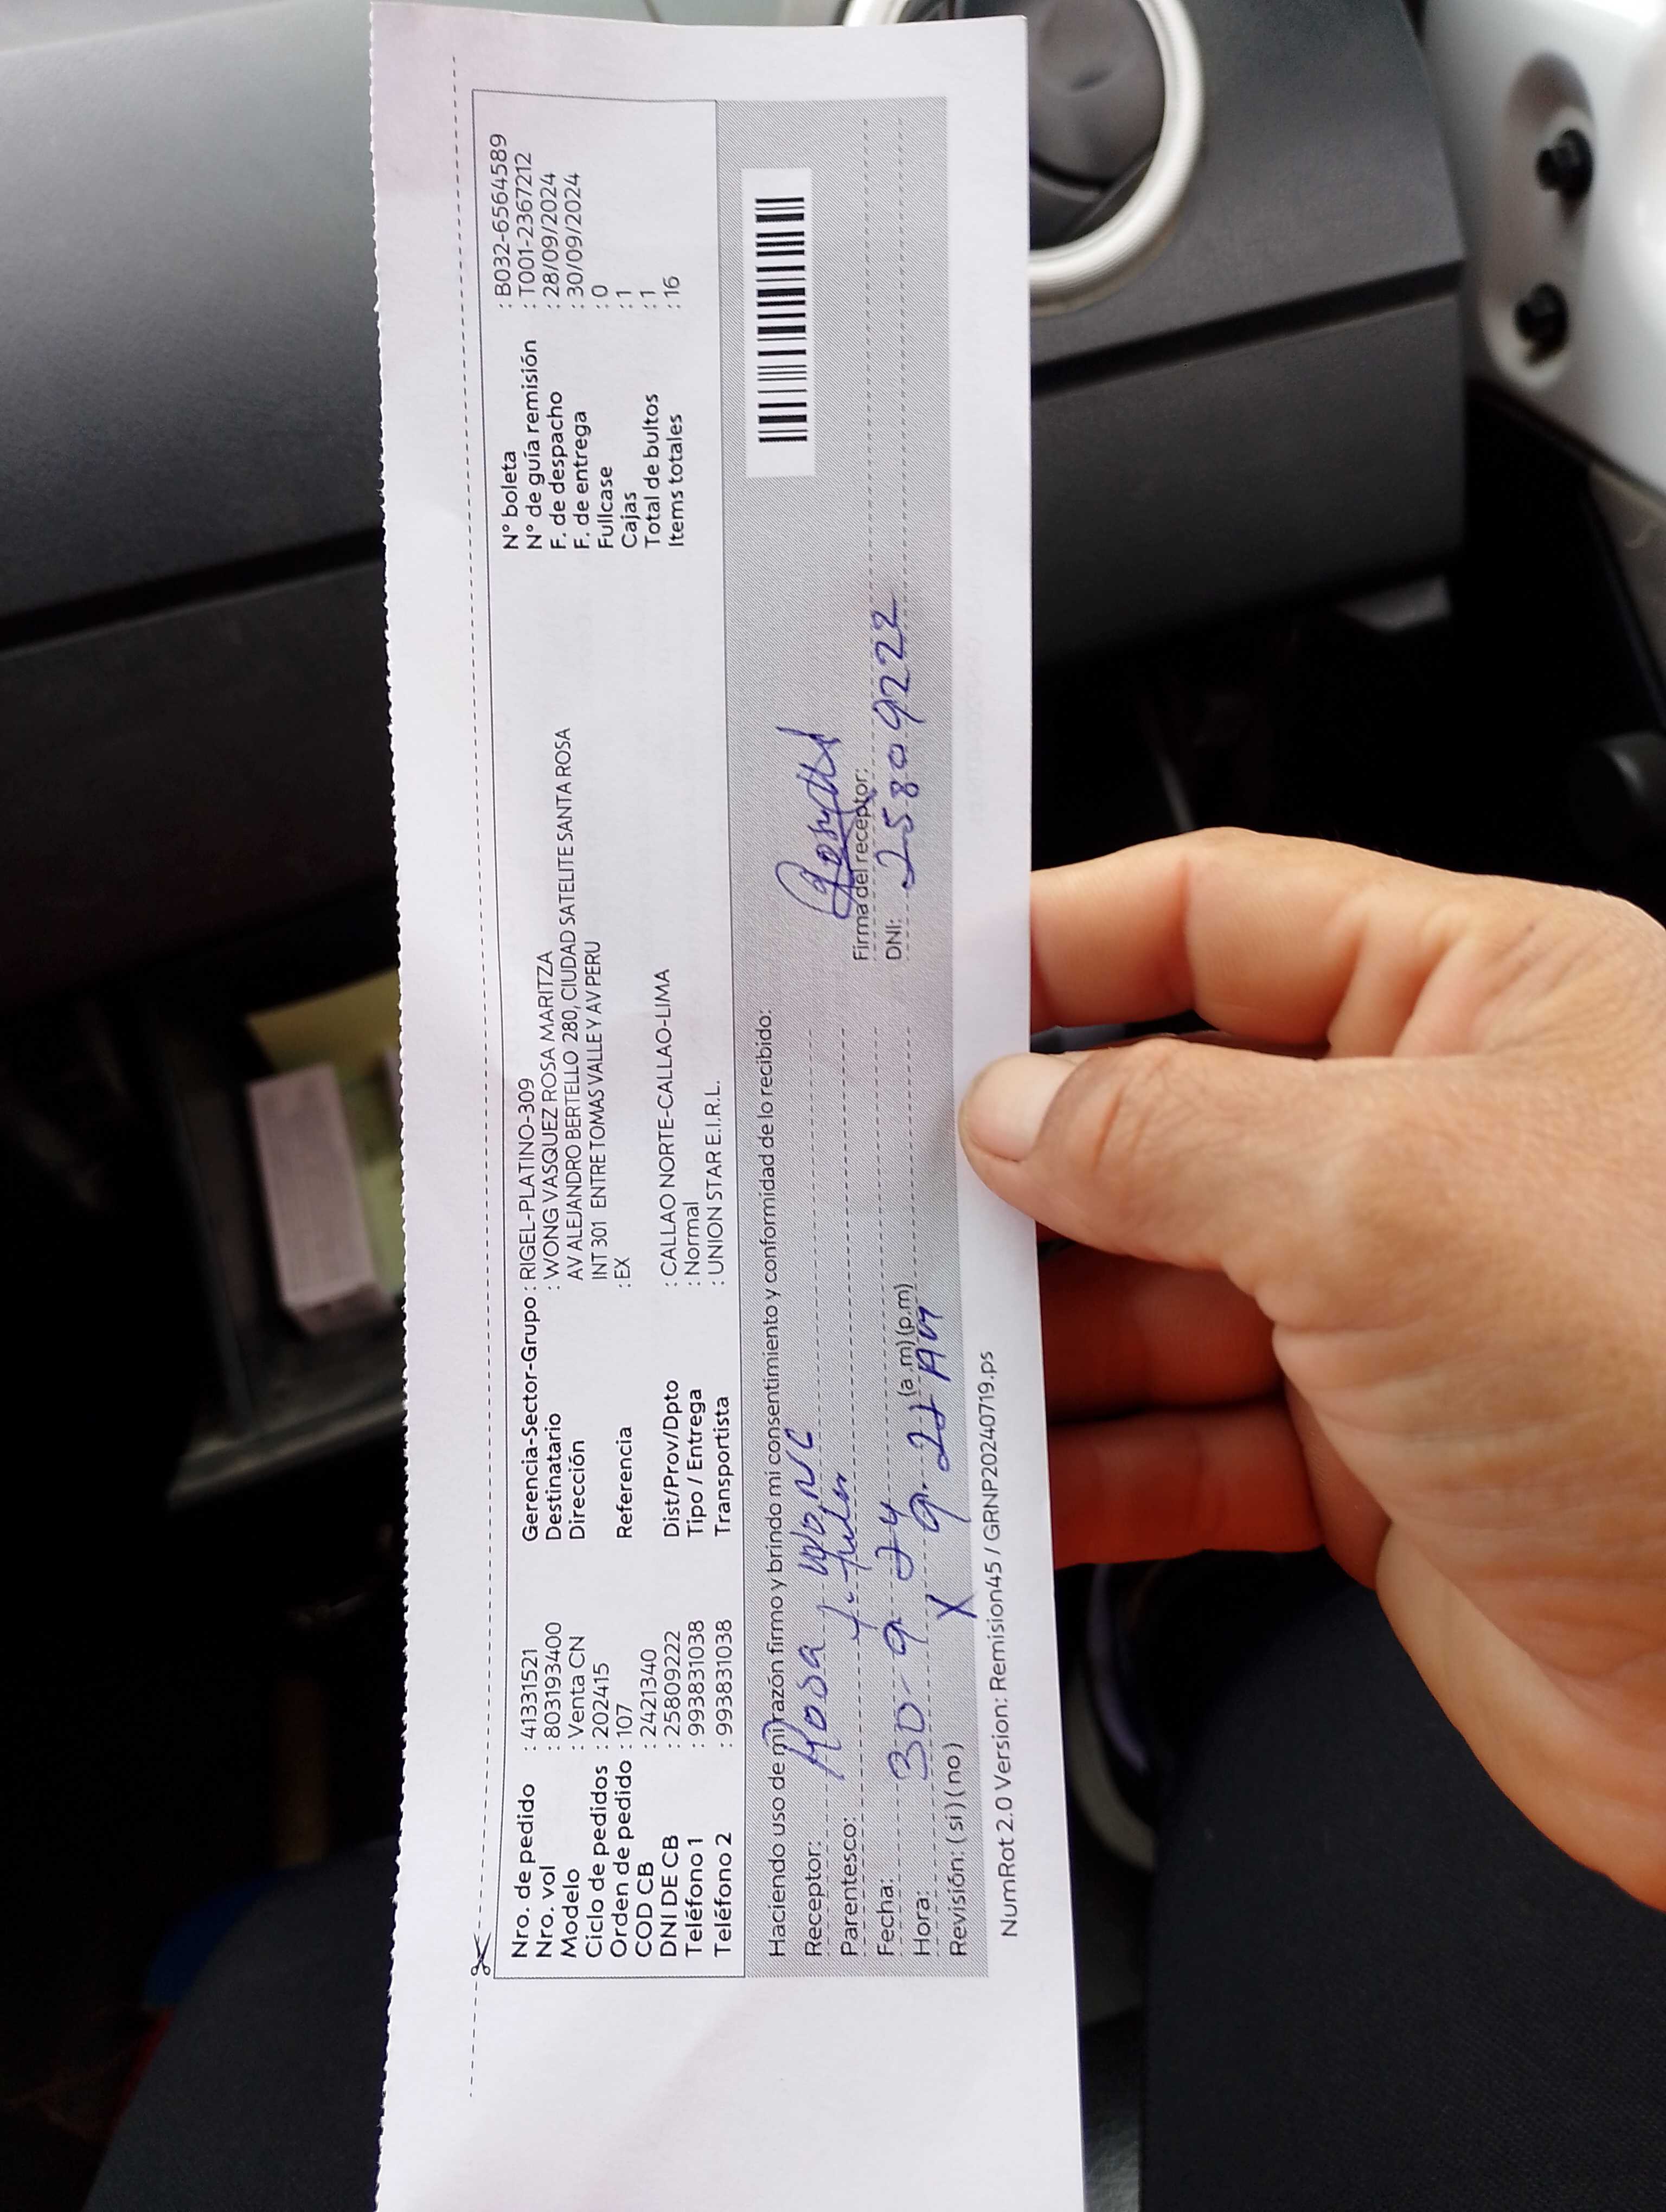 Nro. de pedido : 41331521 Gerencia-Sector-Grupo : RIGEL-PLATINO-309 N° boleta : B032-6564589
Nro. vol : 803193400 Destinatario : WONG VASQUEZ ROSA MARITZA N° de guía remisión : T001-2367212
Modelo : Venta CN Dirección AV ALEJANDRO BERTELLO 280, CIUDAD SATELITE SANTA ROSA F. de despacho : 28/09/2024
Ciclo de pedidos : 202415 INT 301 ENTRE TOMAS VALLE Y AV PERU F. de entrega : 30/09/2024
Orden de pedido : 107 Referencia : EX Fullcase : 0
COD CB : 2421340 Cajas : 1
DNI DE CB : 25809222 Dist/Prov/Dpto : CALLAO NORTE-CALLAO-LIMA Total de bultos : 1
Teléfono 1 : 993831038 Tipo / Entrega : Normal Items totales : 16
Teléfono 2 : 993831038 Transportista : UNION STAR E.I.R.L.
Haciendo uso de mi razón firmo y brindo mi consentimiento y conformidad de lo recibido:
Receptor: Rosa Wong
Parentesco: Firma del receptor:
Fecha: 30-9-24 DNI: 25809222
Hora: 9.22 AM (a.m) (p.m)
Revisión: (si) (no) X
NumRot 2.0 Version: Remision45 / GRNP20240719.ps